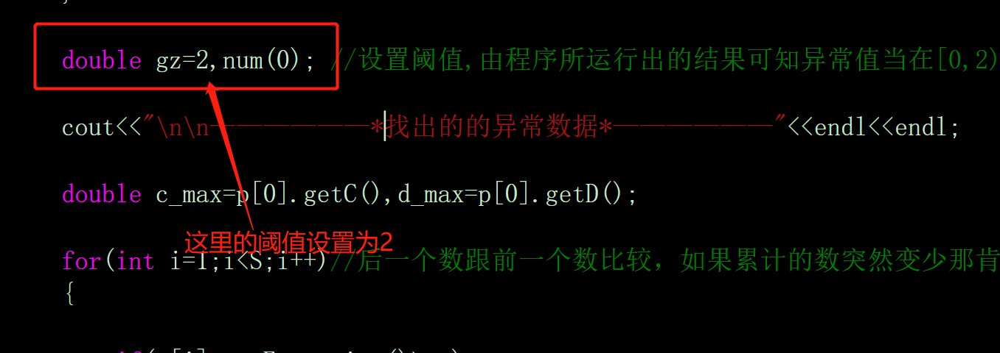 double gz=2,num(0); //设置阈值,由程序所运行出的结果可知异常值当在[0,2)
cout<<"\n\n——————————————*找出的的异常数据*——————————————"<<endl<<endl;
double c_max=p[0].getC(),d_max=p[0].getD();
这里的阈值设置为2
for(int i=1;i<S;i++)//后一个数跟前一个数比较，如果累计的数突然变少那肯
{